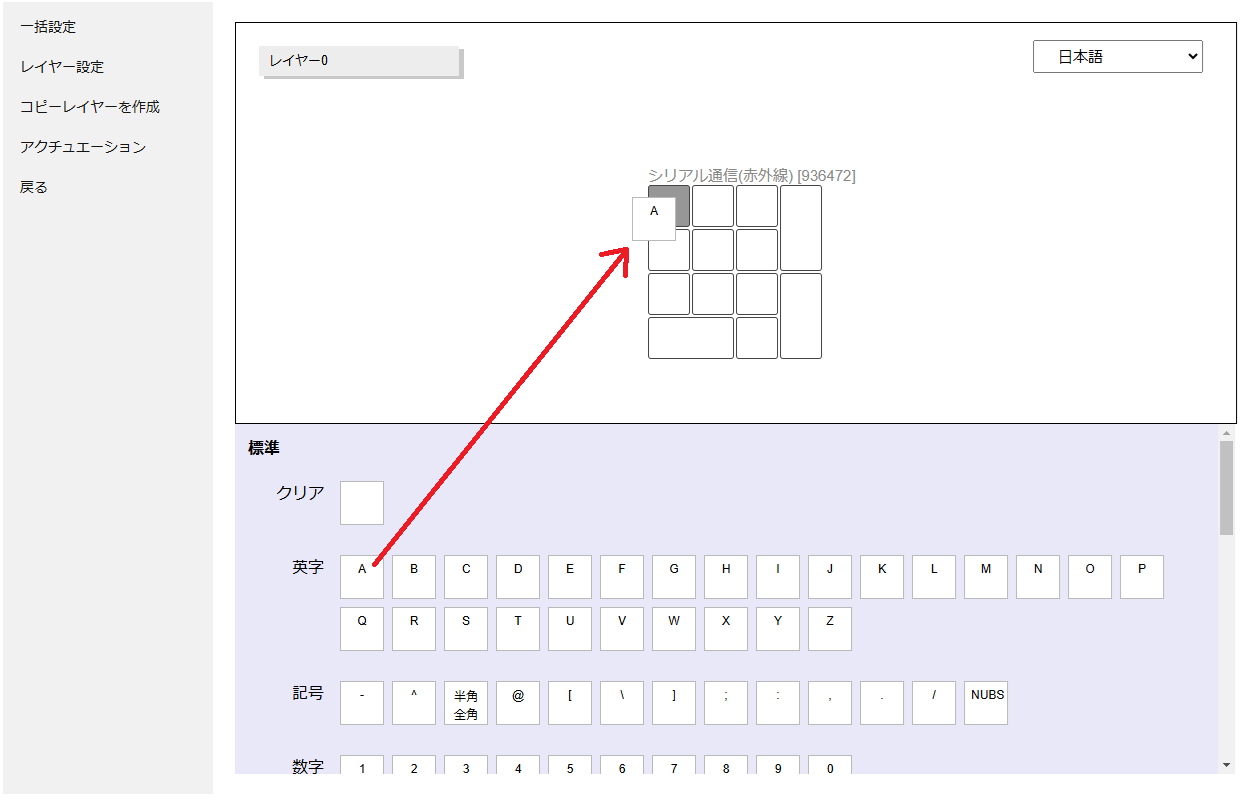 一括設定
レイヤー設定
コピーレイヤーを作成
アクチュエーション
戻る
レイヤー0
日本語
シリアル通信(赤外線) [936472]
A
標準
クリア
英字 A B C D E F G H I J K L M N O P
Q R S T U V W X Y Z
記号 - ^ 半角 @ [ \ ] ; : , . / NUBS
全角
数字 1 2 3 4 5 6 7 8 9 0